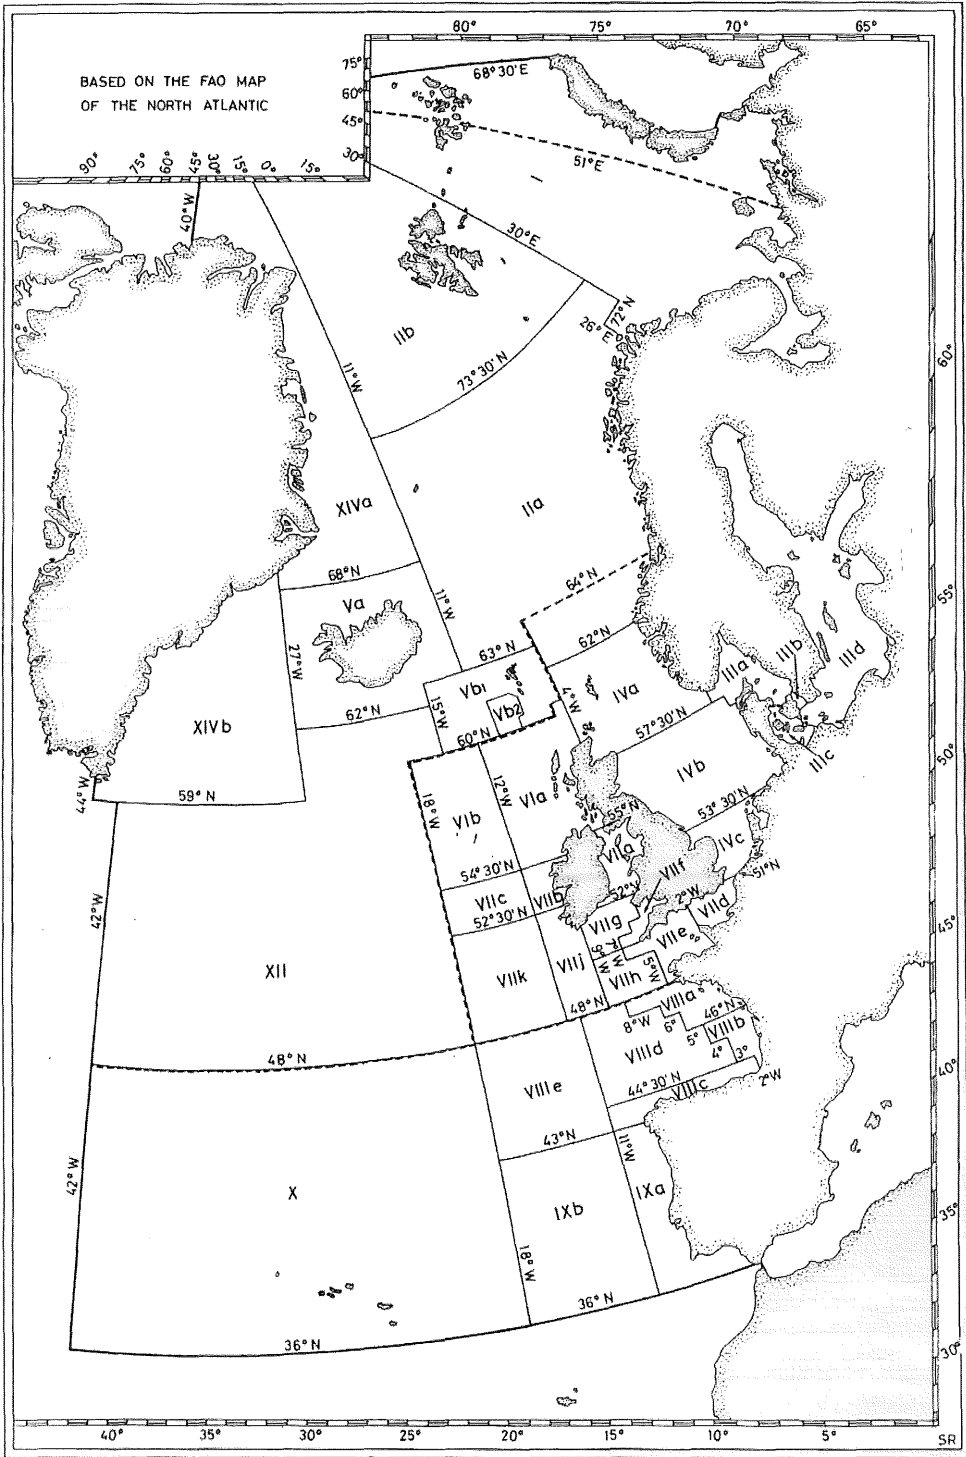 80° 75° 70° 65°
BASED ON THE FAO MAP
OF THE NORTH ATLANTIC
75°
60°
45°
30°
90° 75° 60° 45° 30° 15° 0° 15°
68°30'E
51°E
40°W
30°E
72°N
26°E
IIb
11°W
73°30'N
60°
XIVa
IIa
68°N
64°N
Va
11°W
55°
27°W
63°N
62°N
IIIa
IIIb
IIId
Vb1
4°W
IVa
15°W
Vb2
62°N
XIVb
60°N
57°30'N
IIIc
50°
44°W
59°N
18°W
12°W
VIa
IVb
VIb
55°N
53°30'N
VIIa
IVc
54°30'N
VIIf
51°N
VIIc
VIIb
52°N
2°W
VIId
42°W
52°30'N
VIIg
VIIe
45°
XII
VIIk
VIIj
9°W
7°W
5°W
VIIh
48°N
VIIIa
46°N
8°W
6°
5°
VIIIb
48°N
VIIId
4°
3°
40°
VIIIe
44°30'N
VIIIc
2°W
43°N
11°W
42°W
X
IXb
IXa
35°
18°W
36°N
36°N
30°
40° 35° 30° 25° 20° 15° 10° 5°
SR